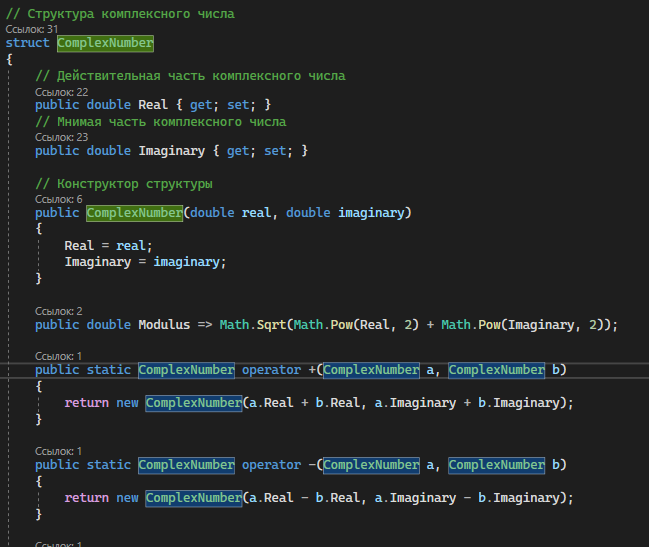 // Структура комплексного числа
Ссылок: 31
struct ComplexNumber
{
// Действительная часть комплексного числа
Ссылок: 22
public double Real { get; set; }
// Мнимая часть комплексного числа
Ссылок: 23
public double Imaginary { get; set; }
// Конструктор структуры
Ссылок: 6
public ComplexNumber(double real, double imaginary)
{
Real = real;
Imaginary = imaginary;
}
Ссылок: 2
public double Modulus => Math.Sqrt(Math.Pow(Real, 2) + Math.Pow(Imaginary, 2));
Ссылок: 1
public static ComplexNumber operator +(ComplexNumber a, ComplexNumber b)
{
return new ComplexNumber(a.Real + b.Real, a.Imaginary + b.Imaginary);
}
Ссылок: 1
public static ComplexNumber operator -(ComplexNumber a, ComplexNumber b)
{
return new ComplexNumber(a.Real - b.Real, a.Imaginary - b.Imaginary);
}
Ссылок: 1